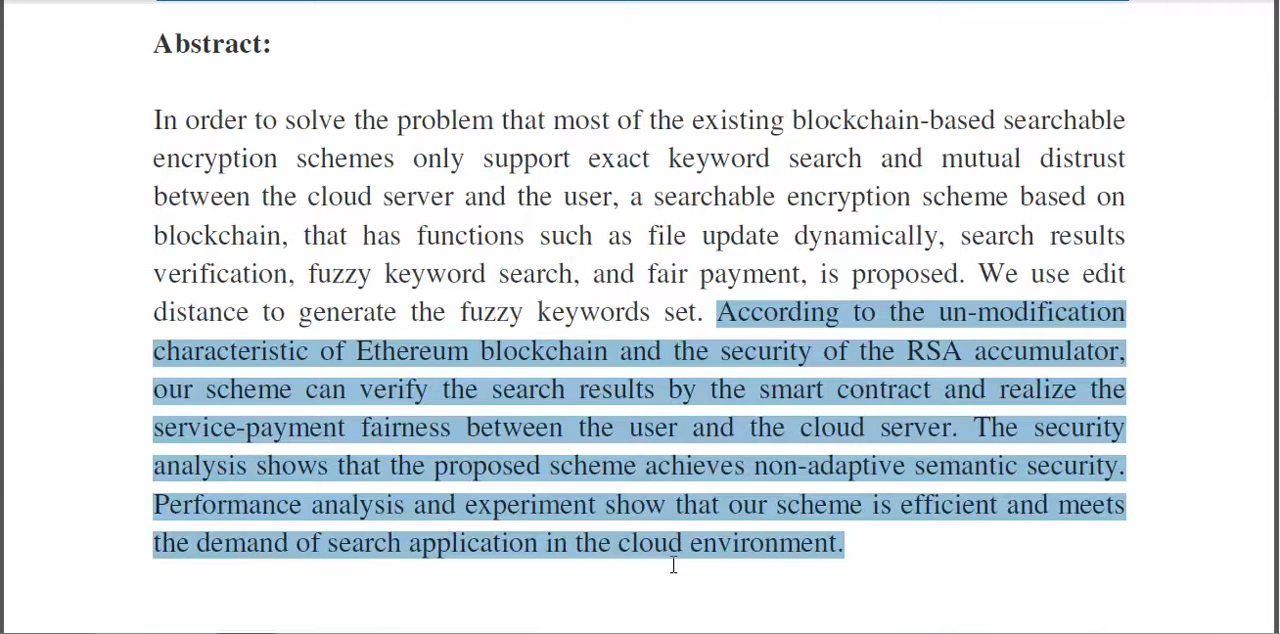 Abstract:
In order to solve the problem that most of the existing blockchain-based searchable
encryption schemes only support exact keyword search and mutual distrust
between the cloud server and the user, a searchable encryption scheme based on
blockchain, that has functions such as file update dynamically, search results
verification, fuzzy keyword search, and fair payment, is proposed. We use edit
distance to generate the fuzzy keywords set. According to the un-modification
characteristic of Ethereum blockchain and the security of the RSA accumulator,
our scheme can verify the search results by the smart contract and realize the
service-payment fairness between the user and the cloud server. The security
analysis shows that the proposed scheme achieves non-adaptive semantic security.
Performance analysis and experiment show that our scheme is efficient and meets
the demand of search application in the cloud environment.